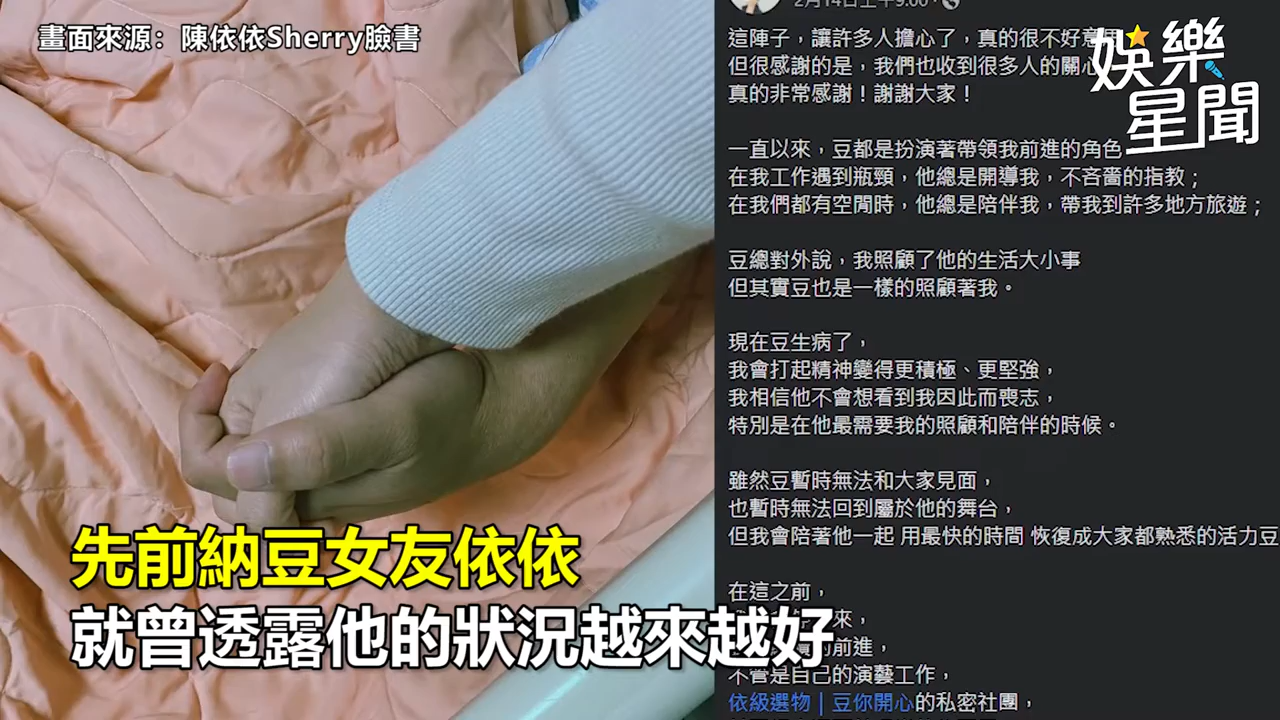 畫面來源：陳依依Sherry臉書
2月14日上午9:00
娛樂
星聞
這陣子，讓許多人擔心了，真的很不好意思
但很感謝的是，我們也收到很多人的關心
真的非常感謝！謝謝大家！
一直以來，豆都是扮演著帶領我前進的角色
在我工作遇到瓶頸，他總是開導我，不吝嗇的指教；
在我們都有空閒時，他總是陪伴我，帶我到許多地方旅遊；
豆總對外說，我照顧了他的生活大小事
但其實豆也是一樣的照顧著我。
現在豆生病了，
我會打起精神變得更積極、更堅強，
我相信他不會想看到我因此而喪志，
特別是在他最需要我的照顧和陪伴的時候。
雖然豆暫時無法和大家見面，
也暫時無法回到屬於他的舞台，
但我會陪著他一起 用最快的時間 恢復成大家都熟悉的活力豆
在這之前，
來，
的前進，
不管是自己的演藝工作，
依級選物｜豆你開心的私密社團，
先前納豆女友依依
就曾透露他的狀況越來越好